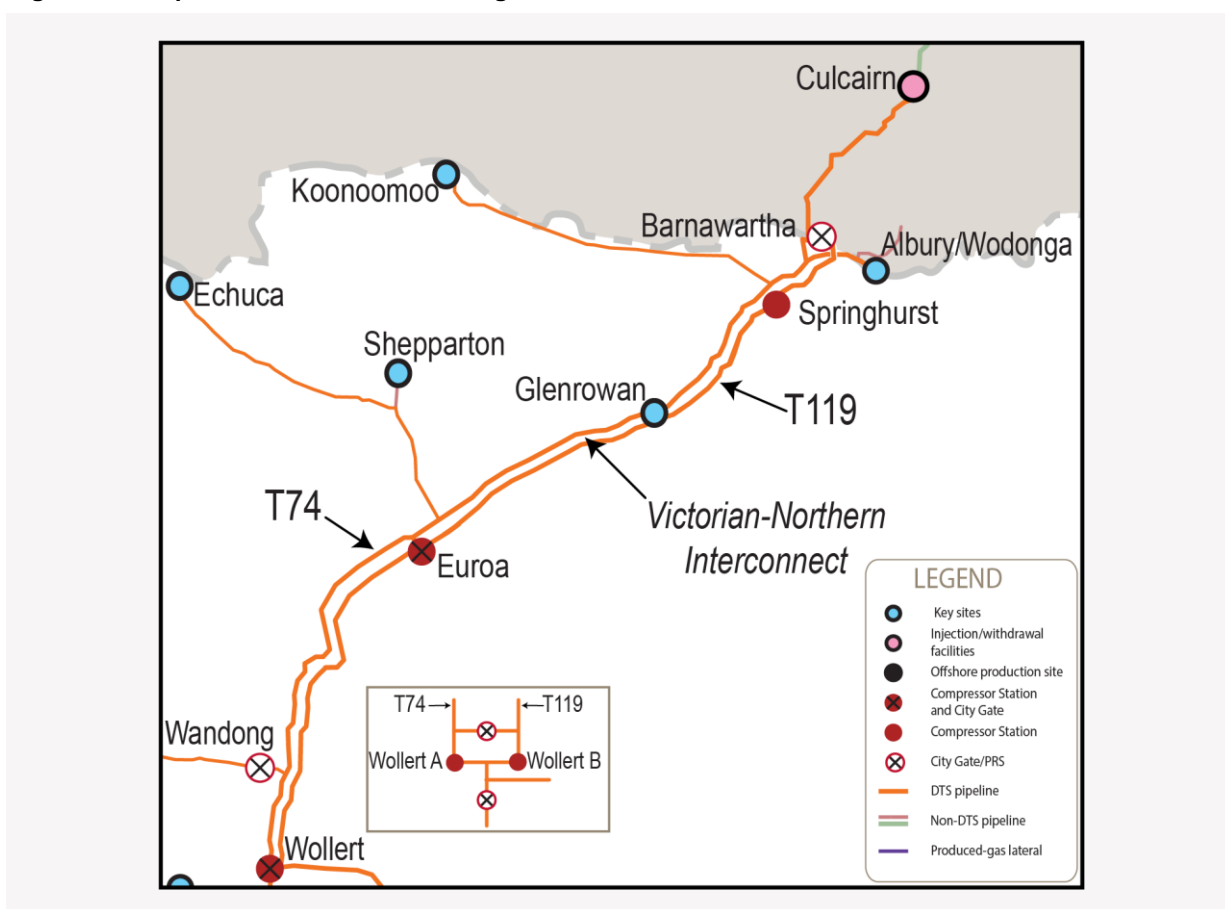 Culcairn
Koonoomoo
Barnawartha
Albury/Wodonga
Echuca
Springhurst
Shepparton
Glenrowan
T119
T74
Victorian-Northern
Interconnect
Euroa
LEGEND
Key sites
Injection/withdrawal
facilities
Offshore production site
Compressor Station
and City Gate
Compressor Station
City Gate/PRS
DTS pipeline
Non-DTS pipeline
Produced-gas lateral
T74
T119
Wandong
Wollert A
Wollert B
Wollert